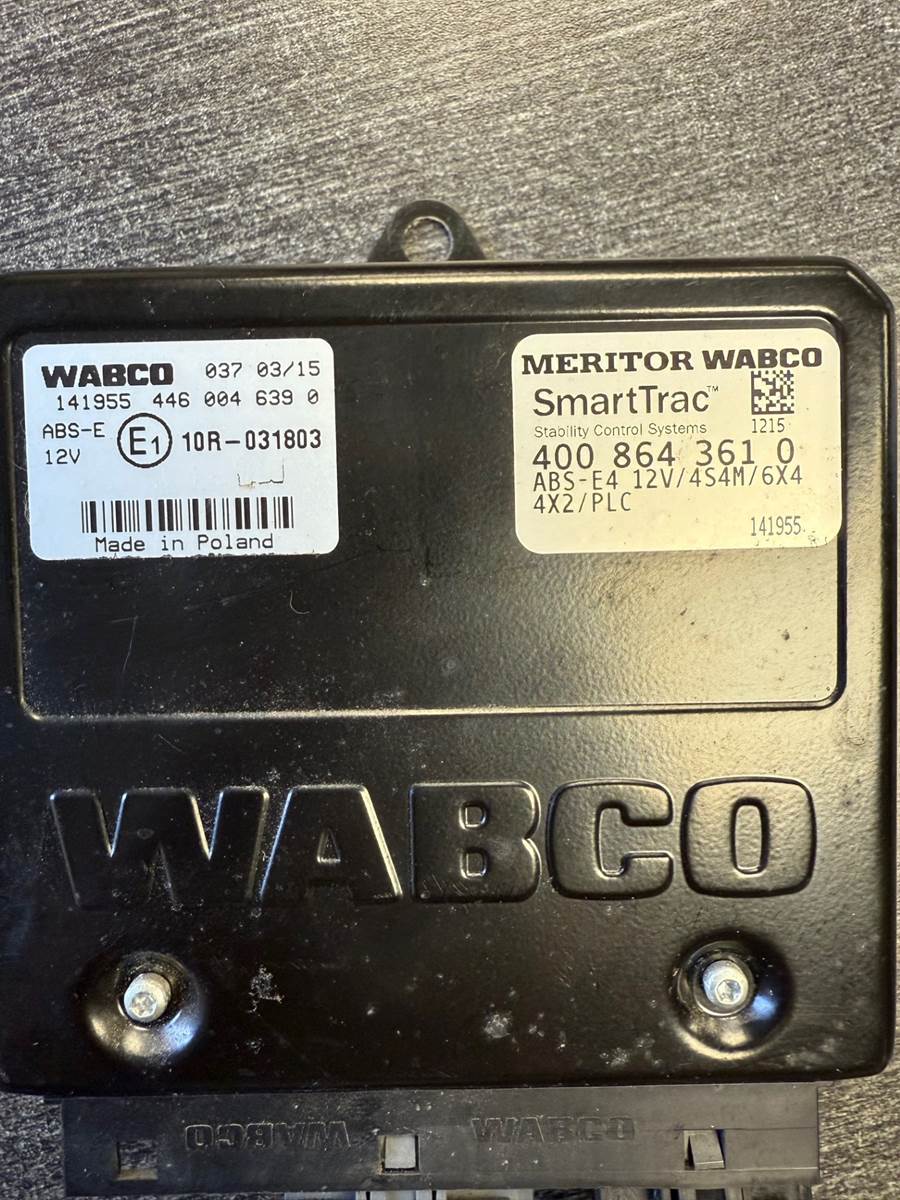 WABCO 037 03/15
141955 446 004 639 0
ABS-E E1 10R-031803
12V
Made in Poland
MERITOR WABCO
SmartTrac™
Stability Control Systems 1215
400 864 361 0
ABS-E4 12V/4S4M/6X4
4X2/PLC
141955
WABCO
WABCO WABCO